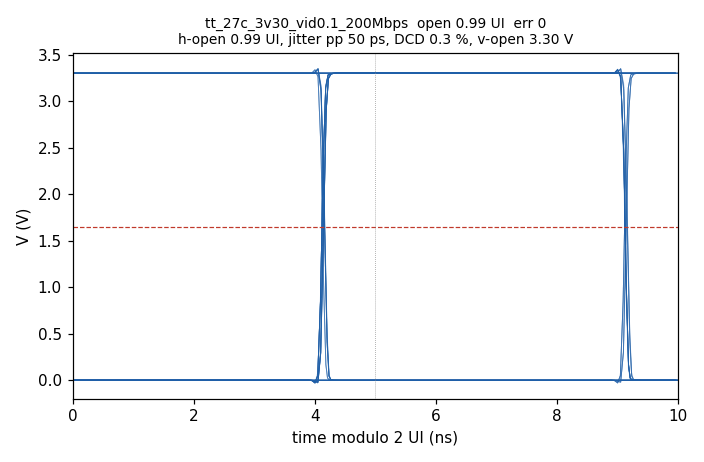 tt_27c_3v30_vid0.1_200Mbps  open 0.99 UI  err 0
h-open 0.99 UI, jitter pp 50 ps, DCD 0.3 %, v-open 3.30 V
3.5
3.0
2.5
2.0
1.5
1.0
0.5
0.0
V (V)
0 2 4 6 8 10
time modulo 2 UI (ns)